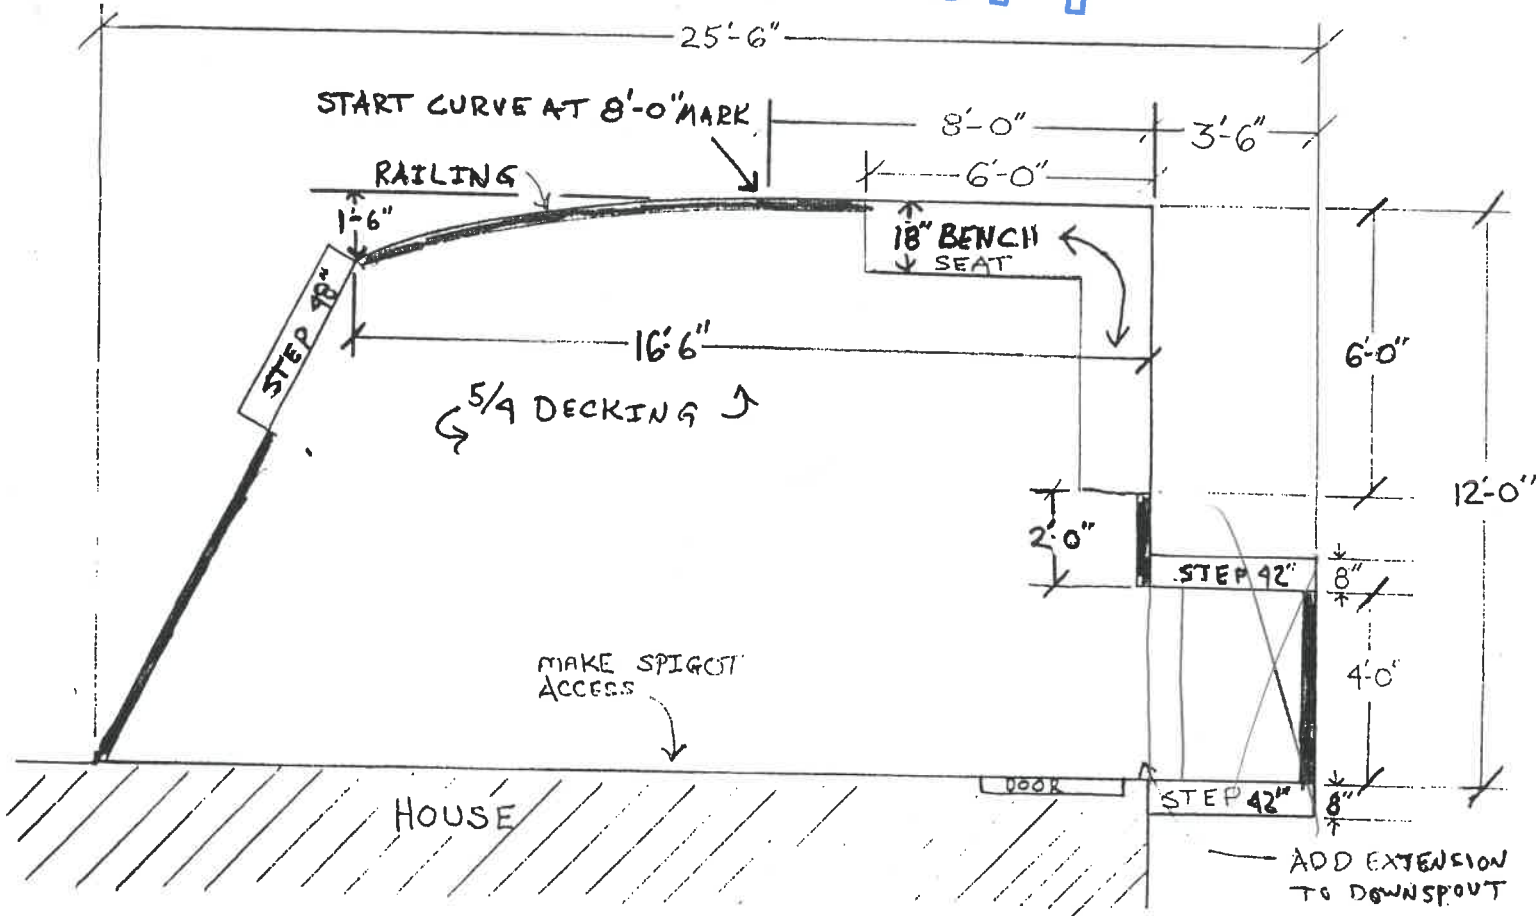 25'-6"
START CURVE AT 8'-0" MARK
8'-0"
3'-6"
RAILING
6'-0"
1'-6"
18" BENCH
SEAT
STEP 48"
16'-6"
6'-0"
5/4 DECKING
12'-0"
2'-0"
STEP 42"
8"
MAKE SPIGOT
ACCESS
4'-0"
DOOR
STEP 42"
8"
HOUSE
ADD EXTENSION
TO DOWNSPOUT